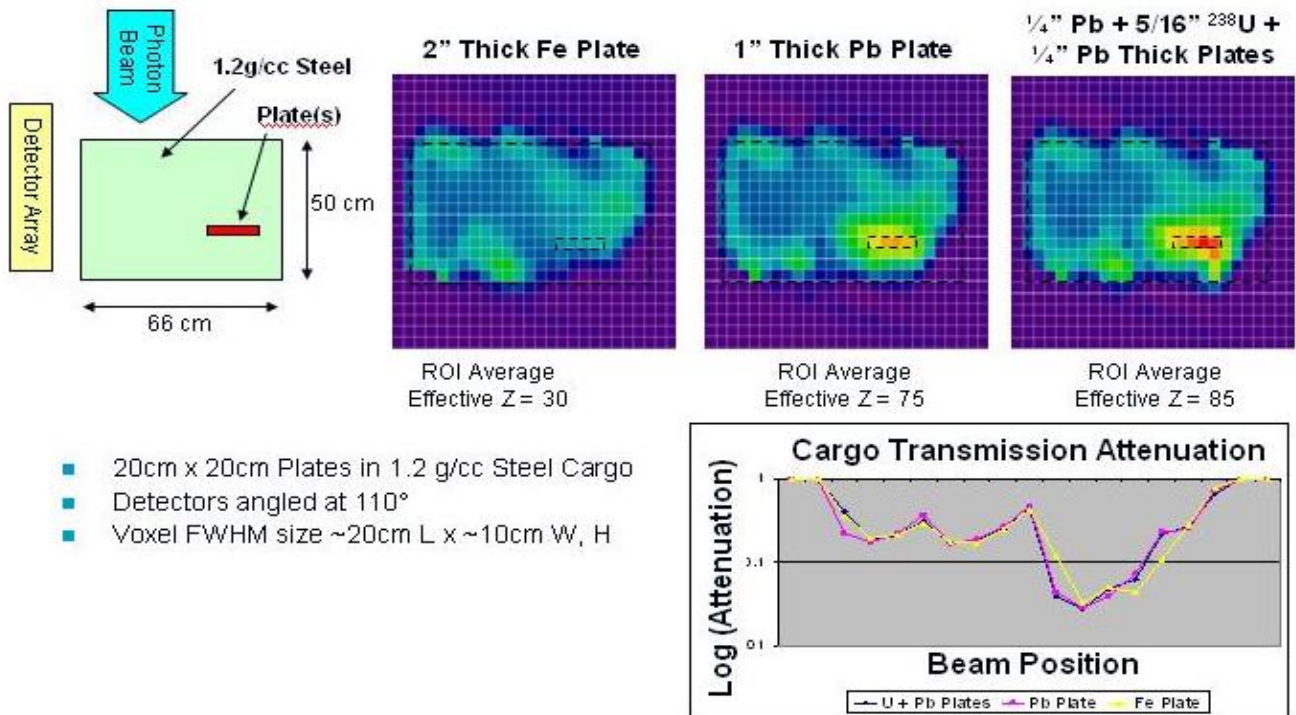 Photon
Beam
1.2g/cc Steel
Plate(s)
Detector Array
50 cm
66 cm
2” Thick Fe Plate
1” Thick Pb Plate
¼” Pb + 5/16” ²³⁸U +
¼” Pb Thick Plates
ROI Average
Effective Z = 30
ROI Average
Effective Z = 75
ROI Average
Effective Z = 85
20cm x 20cm Plates in 1.2 g/cc Steel Cargo
Detectors angled at 110°
Voxel FWHM size ~20cm L x ~10cm W, H
Cargo Transmission Attenuation
Log (Attenuation)
1
0.1
Beam Position
U + Pb Plates
Pb Plate
Fe Plate